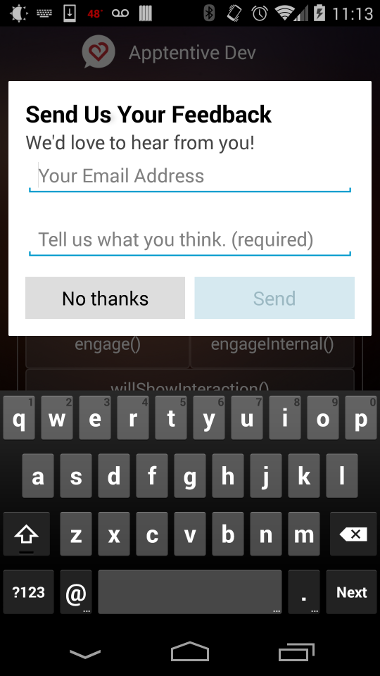 48° 11:13
Apptentive Dev
Send Us Your Feedback
We'd love to hear from you!
Your Email Address
Tell us what you think. (required)
No thanks Send
engage() engageInternal()
willShowInteraction()
1 2 3 4 5 6 7 8 9 0
q w e r t y u i o p
a s d f g h j k l
z x c v b n m
?123 @ ... ... . ... Next